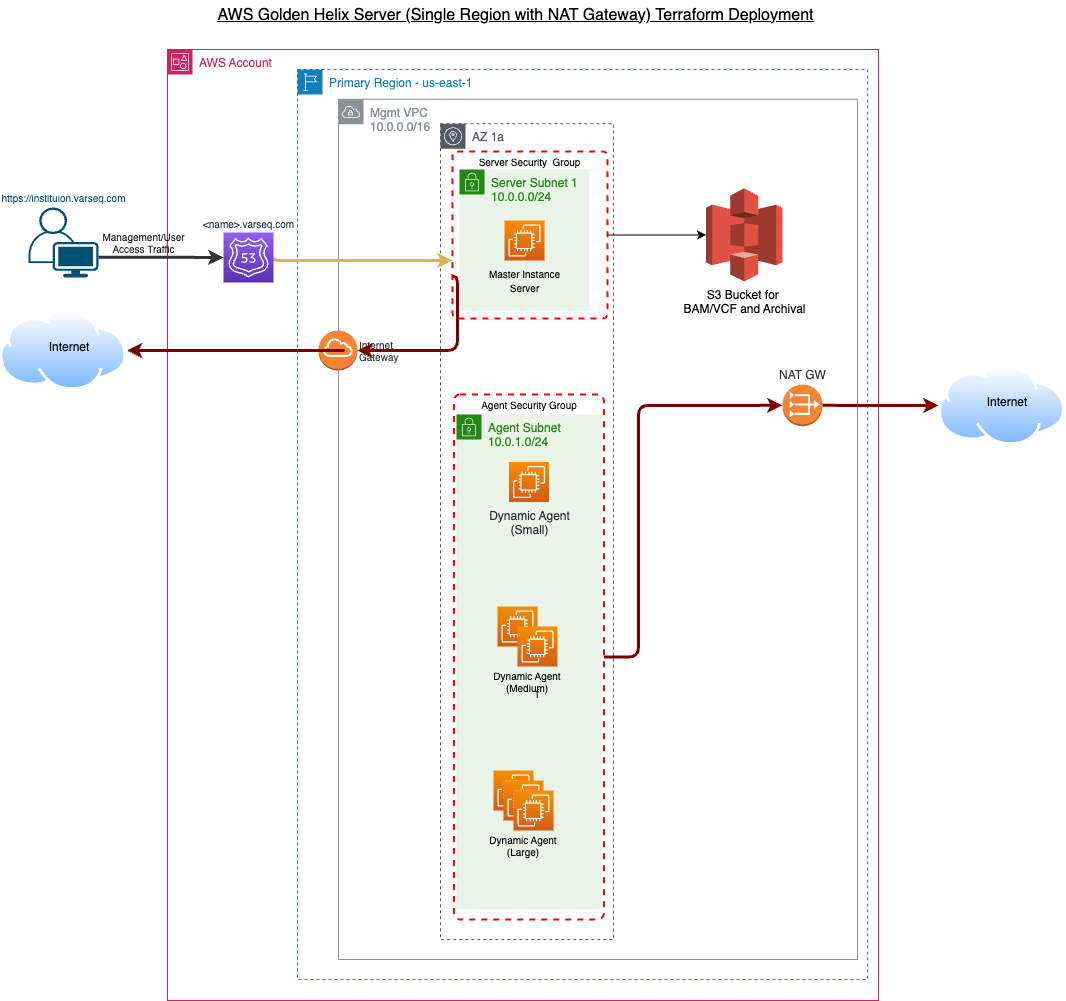 AWS Golden Helix Server (Single Region with NAT Gateway) Terraform Deployment
AWS Account
Primary Region - us-east-1
Mgmt VPC
10.0.0.0/16
AZ 1a
Server Security Group
Server Subnet 1
10.0.0.0/24
Master Instance
Server
https://instituion.varseq.com
Management/User
Access Traffic
<name>.varseq.com
53
S3 Bucket for
BAM/VCF and Archival
Internet
Internet
Gateway
NAT GW
Internet
Agent Security Group
Agent Subnet
10.0.1.0/24
Dynamic Agent
(Small)
Dynamic Agent
(Medium)
Dynamic Agent
(Large)